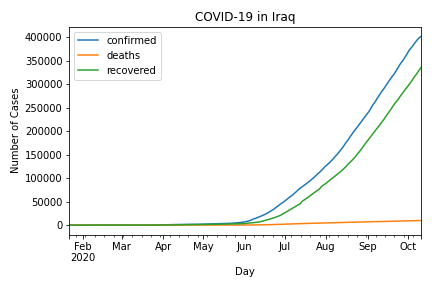 COVID-19 in Iraq
confirmed
deaths
recovered
Number of Cases
400000
350000
300000
250000
200000
150000
100000
50000
0
Feb Mar Apr May Jun Jul Aug Sep Oct
2020
Day